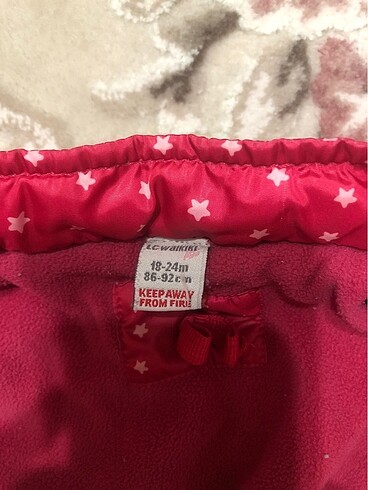 LC WAIKIKI
18-24m
86-92cm
KEEP AWAY
FROM FIRE